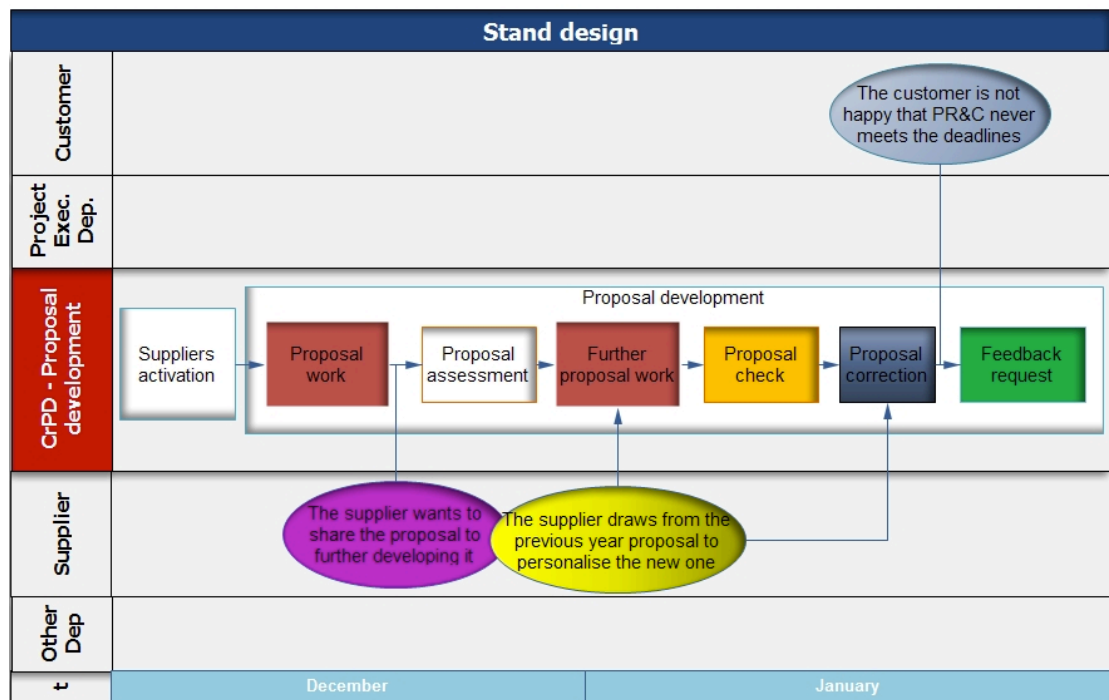 Stand design
Customer
The customer is not
happy that PR&C never
meets the deadlines
Project
Exec.
Dep.
CrPD - Proposal
development
Proposal development
Suppliers
activation
Proposal
work
Proposal
assessment
Further
proposal work
Proposal
check
Proposal
correction
Feedback
request
Supplier
The supplier wants to
share the proposal to
further developing it
The supplier draws from the
previous year proposal to
personalise the new one
Other
Dep
t
December
January